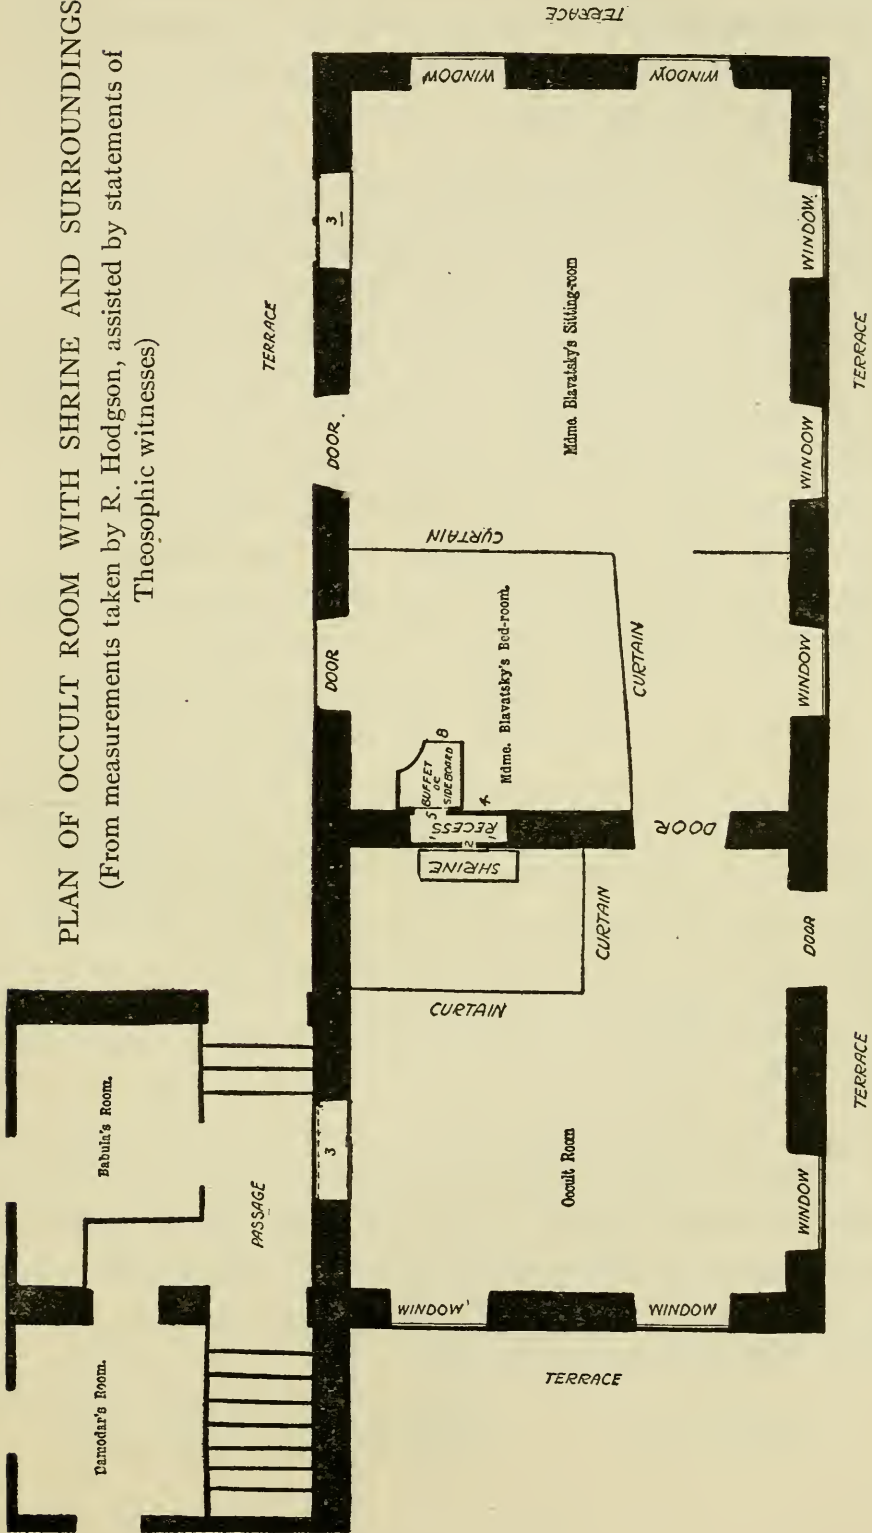 PLAN OF OCCULT ROOM WITH SHRINE AND SURROUNDINGS
(From measurements taken by R. Hodgson, assisted by statements of
Theosophic witnesses)
TERRACE
WINDOW
WINDOW
3
TERRACE
DOOR.
Mdme. Blavatsky's Sitting-room
WINDOW.
WINDOW
TERRACE
CURTAIN
DOOR
Mdme. Blavatsky's Bed-room.
CURTAIN
WINDOW
BUFFET
OR
SIDEBOARD
8
5
4
RECESS
1
2
1
SHRINE
DOOR
CURTAIN
CURTAIN
DOOR
Babula's Room.
PASSAGE
3
Occult Room
WINDOW
TERRACE
Damodar's Room.
WINDOW
WINDOW
TERRACE